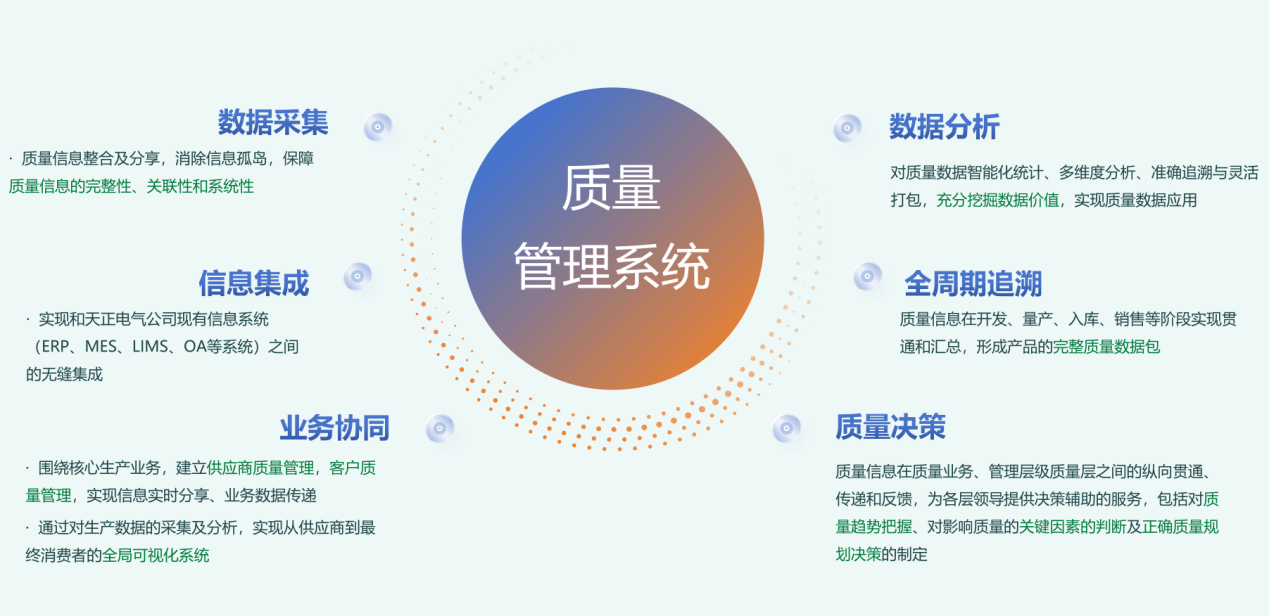 质量
管理系统
数据采集
· 质量信息整合及分享，消除信息孤岛，保障
质量信息的完整性、关联性和系统性
信息集成
· 实现和天正电气公司现有信息系统
（ERP、MES、LIMS、OA等系统）之间
的无缝集成
业务协同
· 围绕核心生产业务，建立供应商质量管理，客户质
量管理，实现信息实时分享、业务数据传递
· 通过对生产数据的采集及分析，实现从供应商到最
终消费者的全局可视化系统
数据分析
对质量数据智能化统计、多维度分析、准确追溯与灵活
打包，充分挖掘数据价值，实现质量数据应用
全周期追溯
质量信息在开发、量产、入库、销售等阶段实现贯
通和汇总，形成产品的完整质量数据包
质量决策
质量信息在质量业务、管理层级质量层之间的纵向贯通、
传递和反馈，为各层领导提供决策辅助的服务，包括对质
量趋势把握、对影响质量的关键因素的判断及正确质量规
划决策的制定